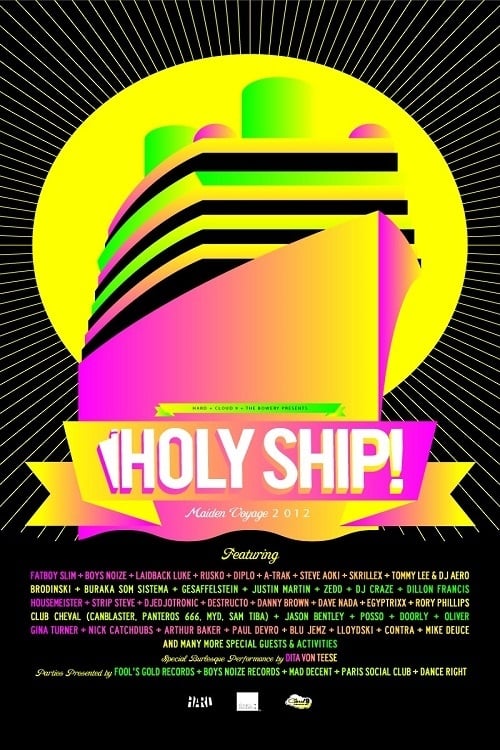 HARD + CLOUD 9 + THE BOWERY PRESENTS
¡HOLY SHIP!
Maiden Voyage 2012
Featuring
FATBOY SLIM + BOYS NOIZE + LAIDBACK LUKE + RUSKO + DIPLO + A-TRAK + STEVE AOKI + SKRILLEX + TOMMY LEE & DJ AERO
BRODINSKI + BURAKA SOM SISTEMA + GESAFFELSTEIN + JUSTIN MARTIN + ZEDD + DJ CRAZE + DILLON FRANCIS
HOUSEMEISTER + STRIP STEVE + DJEDJOTRONIC + DESTRUCTO + DANNY BROWN + DAVE NADA + EGYPTRIXX + RORY PHILLIPS
CLUB CHEVAL (CANBLASTER, PANTEROS 666, MYD, SAM TIBA) + JASON BENTLEY + POSSO + DOORLY + OLIVER
GINA TURNER + NICK CATCHDUBS + ARTHUR BAKER + PAUL DEVRO + BLU JEMZ + LLOYDSKI + CONTRA + MIKE DEUCE
AND MANY MORE SPECIAL GUESTS & ACTIVITIES
Special Burlesque Performance by DITA VON TEESE
Parties Presented by FOOL'S GOLD RECORDS + BOYS NOIZE RECORDS + MAD DECENT + PARIS SOCIAL CLUB + DANCE RIGHT
HARD